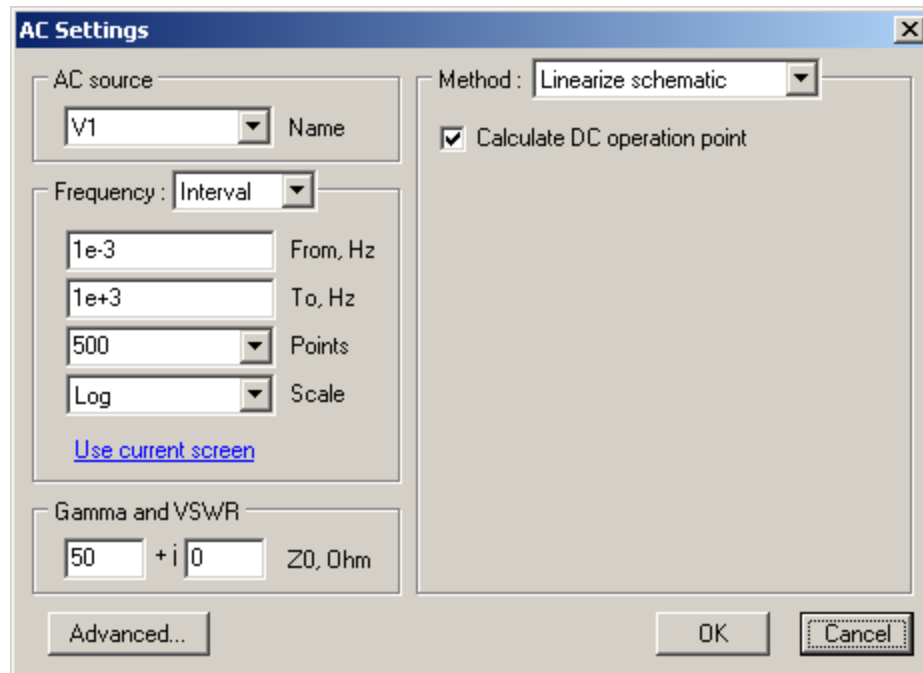 AC Settings
AC source
V1 Name
Frequency : Interval
1e-3 From, Hz
1e+3 To, Hz
500 Points
Log Scale
Use current screen
Gamma and VSWR
50 + i 0 Z0, Ohm
Method : Linearize schematic
Calculate DC operation point
Advanced...
OK
Cancel